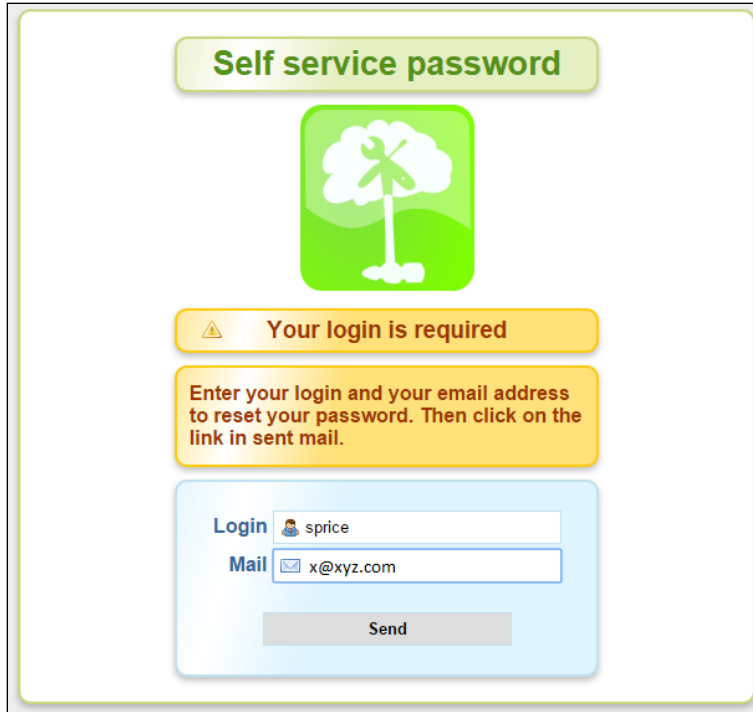 Self service password
Your login is required
Enter your login and your email address
to reset your password. Then click on the
link in sent mail.
Login sprice
Mail x@xyz.com
Send